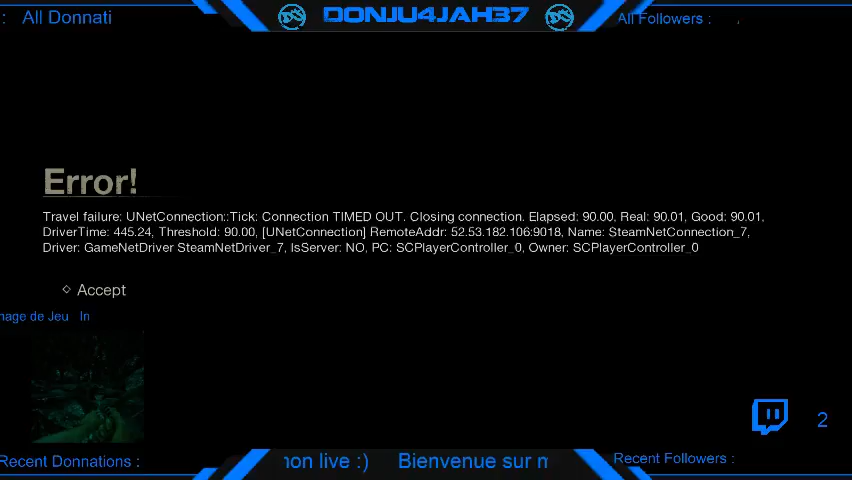 : All Donnati
DONJU4JAH37
All Followers :
Error!
Travel failure: UNetConnection::Tick: Connection TIMED OUT. Closing connection. Elapsed: 90.00, Real: 90.01, Good: 90.01,
DriverTime: 445.24, Threshold: 90.00, [UNetConnection] RemoteAddr: 52.53.182.106:9018, Name: SteamNetConnection_7,
Driver: GameNetDriver SteamNetDriver_7, IsServer: NO, PC: SCPlayerController_0, Owner: SCPlayerController_0
Accept
nage de Jeu In
2
Recent Donnations :
non live :) Bienvenue sur m
Recent Followers :